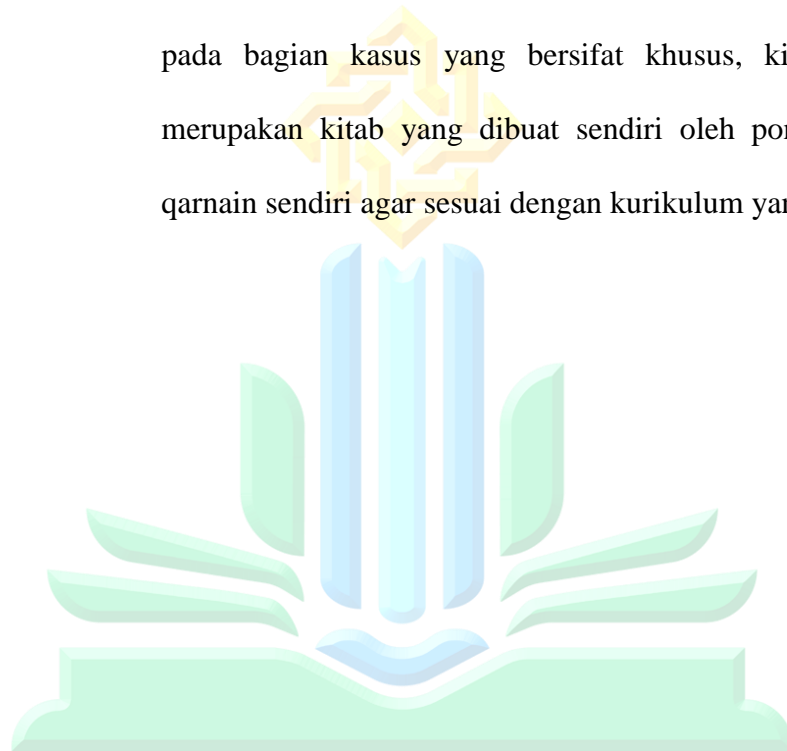 pada bagian kasus yang bersifat khusus,
merupakan kitab yang dibuat sendiri oleh
qarnain sendiri agar sesuai dengan kurikulum